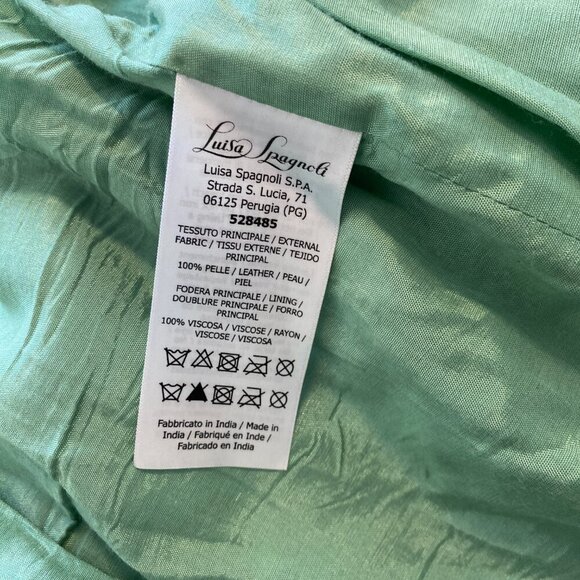 Luisa Spagnoli
Luisa Spagnoli S.P.A.
Strada S. Lucia, 71
06125 Perugia (PG)
528485
TESSUTO PRINCIPALE / EXTERNAL
FABRIC / TISSU EXTERNE / TEJIDO
PRINCIPAL
100% PELLE / LEATHER / PEAU /
PIEL
FODERA PRINCIPALE / LINING /
DOUBLURE PRINCIPALE / FORRO
PRINCIPAL
100% VISCOSA / VISCOSE / RAYON /
VISCOSE / VISCOSA
Fabbricato in India / Made in
India / Fabriqué en Inde /
Fabricado en India